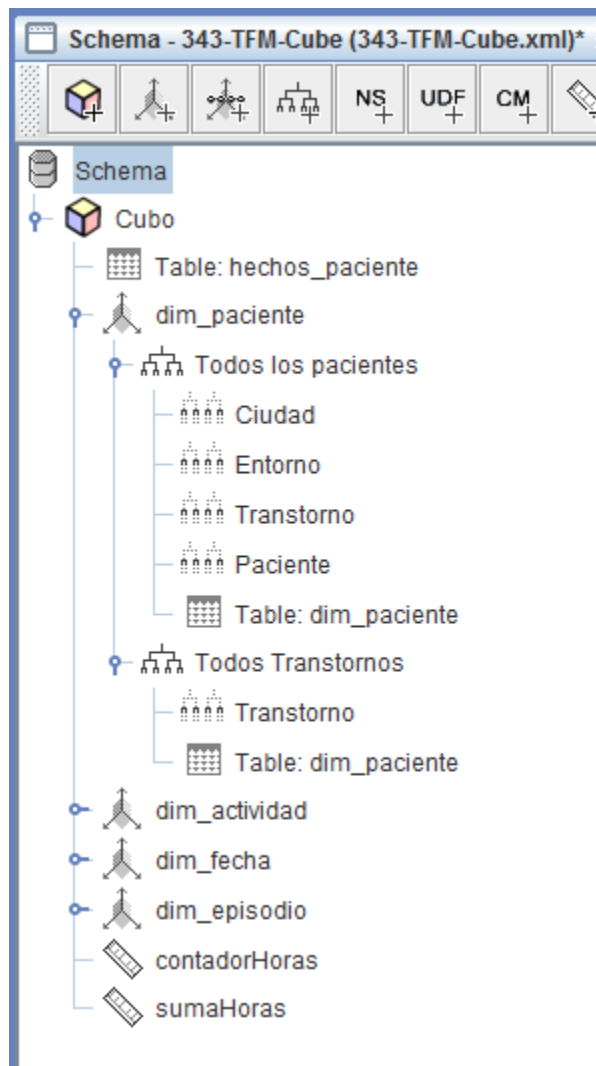 Schema - 343-TFM-Cube (343-TFM-Cube.xml)*
NS UDF CM
Schema
Cubo
Table: hechos_paciente
dim_paciente
Todos los pacientes
Ciudad
Entorno
Transtorno
Paciente
Table: dim_paciente
Todos Transtornos
Transtorno
Table: dim_paciente
dim_actividad
dim_fecha
dim_episodio
contadorHoras
sumaHoras